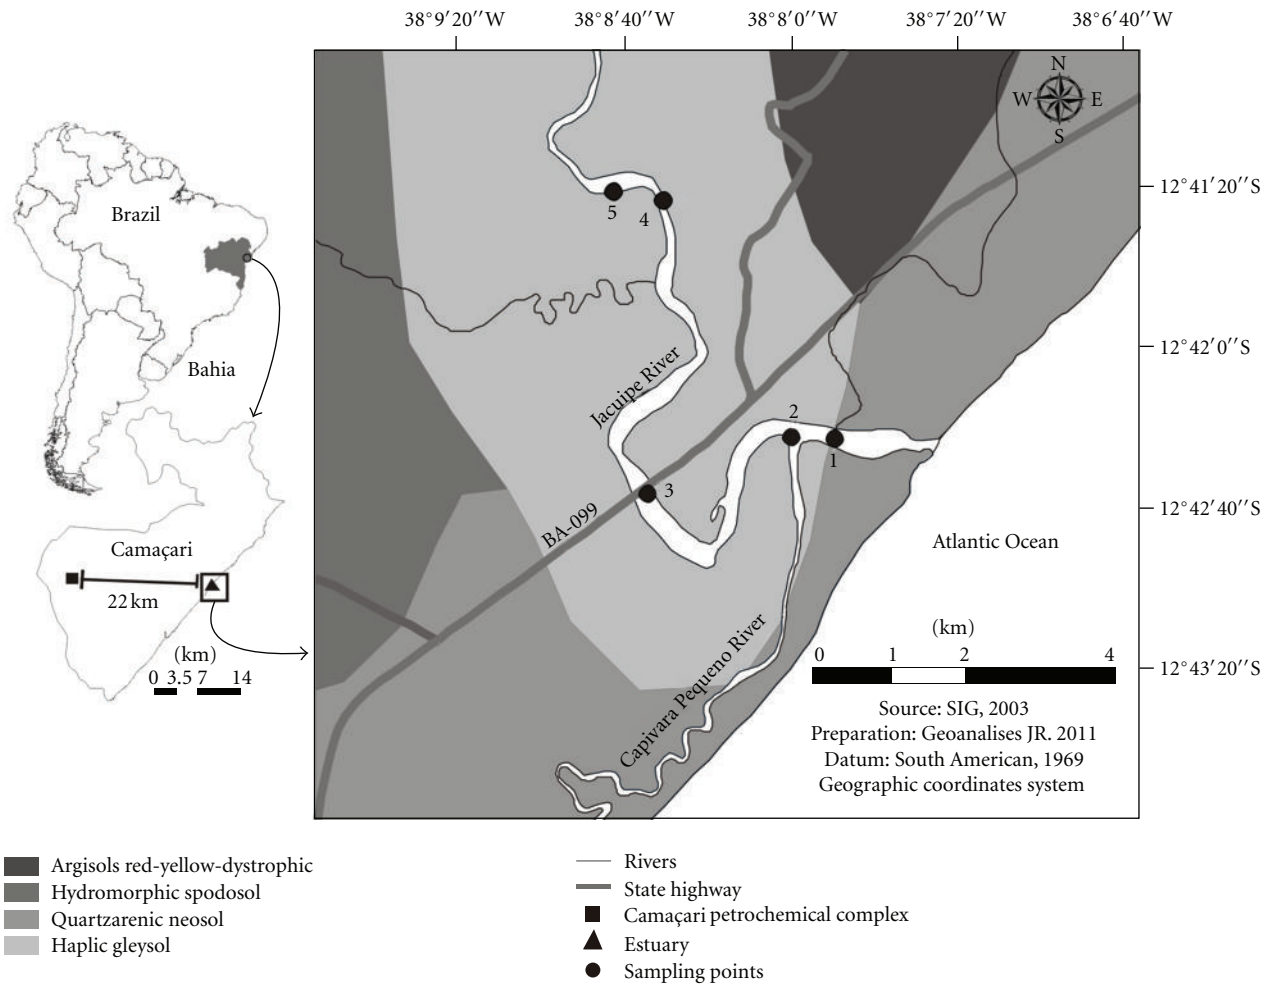 38°9′20′′W 38°8′40′′W 38°8′0′′W 38°7′20′′W 38°6′40′′W
N
W E
S
12°41′20′′S
12°42′0′′S
12°42′40′′S
12°43′20′′S
Brazil
Bahia
Camaçari
22 km
(km)
0 3.5 7 14
5
4
Jacuipe River
2
1
3
BA-099
Capivara Pequeno River
Atlantic Ocean
(km)
0 1 2 4
Source: SIG, 2003
Preparation: Geoanalises JR. 2011
Datum: South American, 1969
Geographic coordinates system
Argisols red-yellow-dystrophic
Hydromorphic spodosol
Quartzarenic neosol
Haplic gleysol
Rivers
State highway
Camaçari petrochemical complex
Estuary
Sampling points